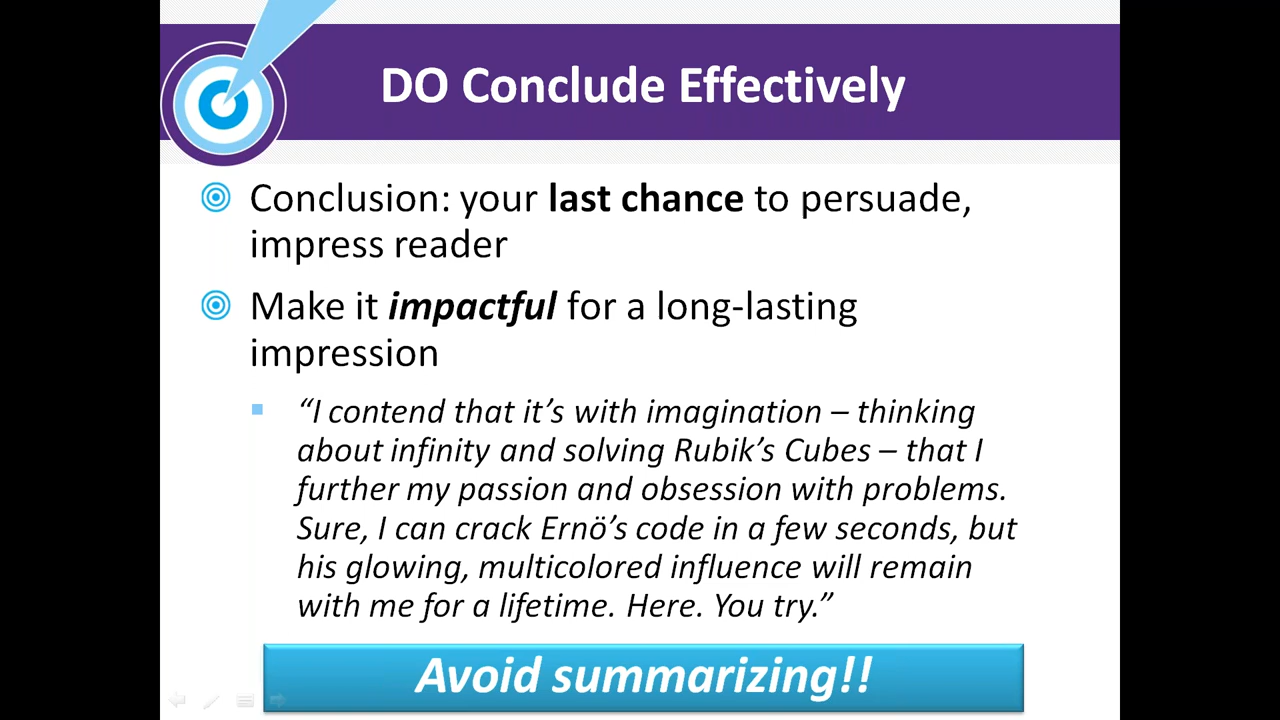 DO Conclude Effectively
Conclusion: your last chance to persuade,
impress reader
Make it impactful for a long-lasting
impression
“I contend that it’s with imagination – thinking
about infinity and solving Rubik’s Cubes – that I
further my passion and obsession with problems.
Sure, I can crack Ernö’s code in a few seconds, but
his glowing, multicolored influence will remain
with me for a lifetime. Here. You try.”
Avoid summarizing!!